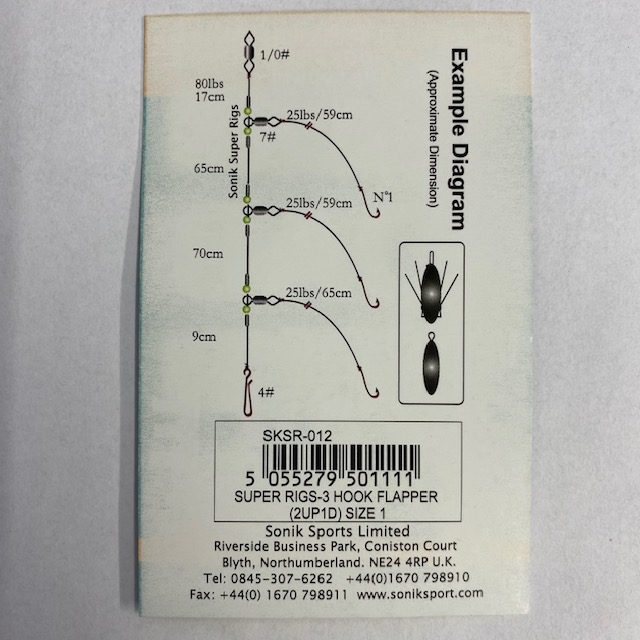 Example Diagram
(Approximate Dimension)
1/0#
80lbs
17cm
Sonik Super Rigs
25lbs/59cm
7#
65cm
N°1
25lbs/59cm
70cm
25lbs/65cm
9cm
4#
SKSR-012
5 055279 501111
SUPER RIGS-3 HOOK FLAPPER
(2UP1D) SIZE 1
Sonik Sports Limited
Riverside Business Park, Coniston Court
Blyth, Northumberland. NE24 4RP U.K.
Tel: 0845-307-6262 +44(0)1670 798910
Fax: +44(0) 1670 798911 www.soniksport.com